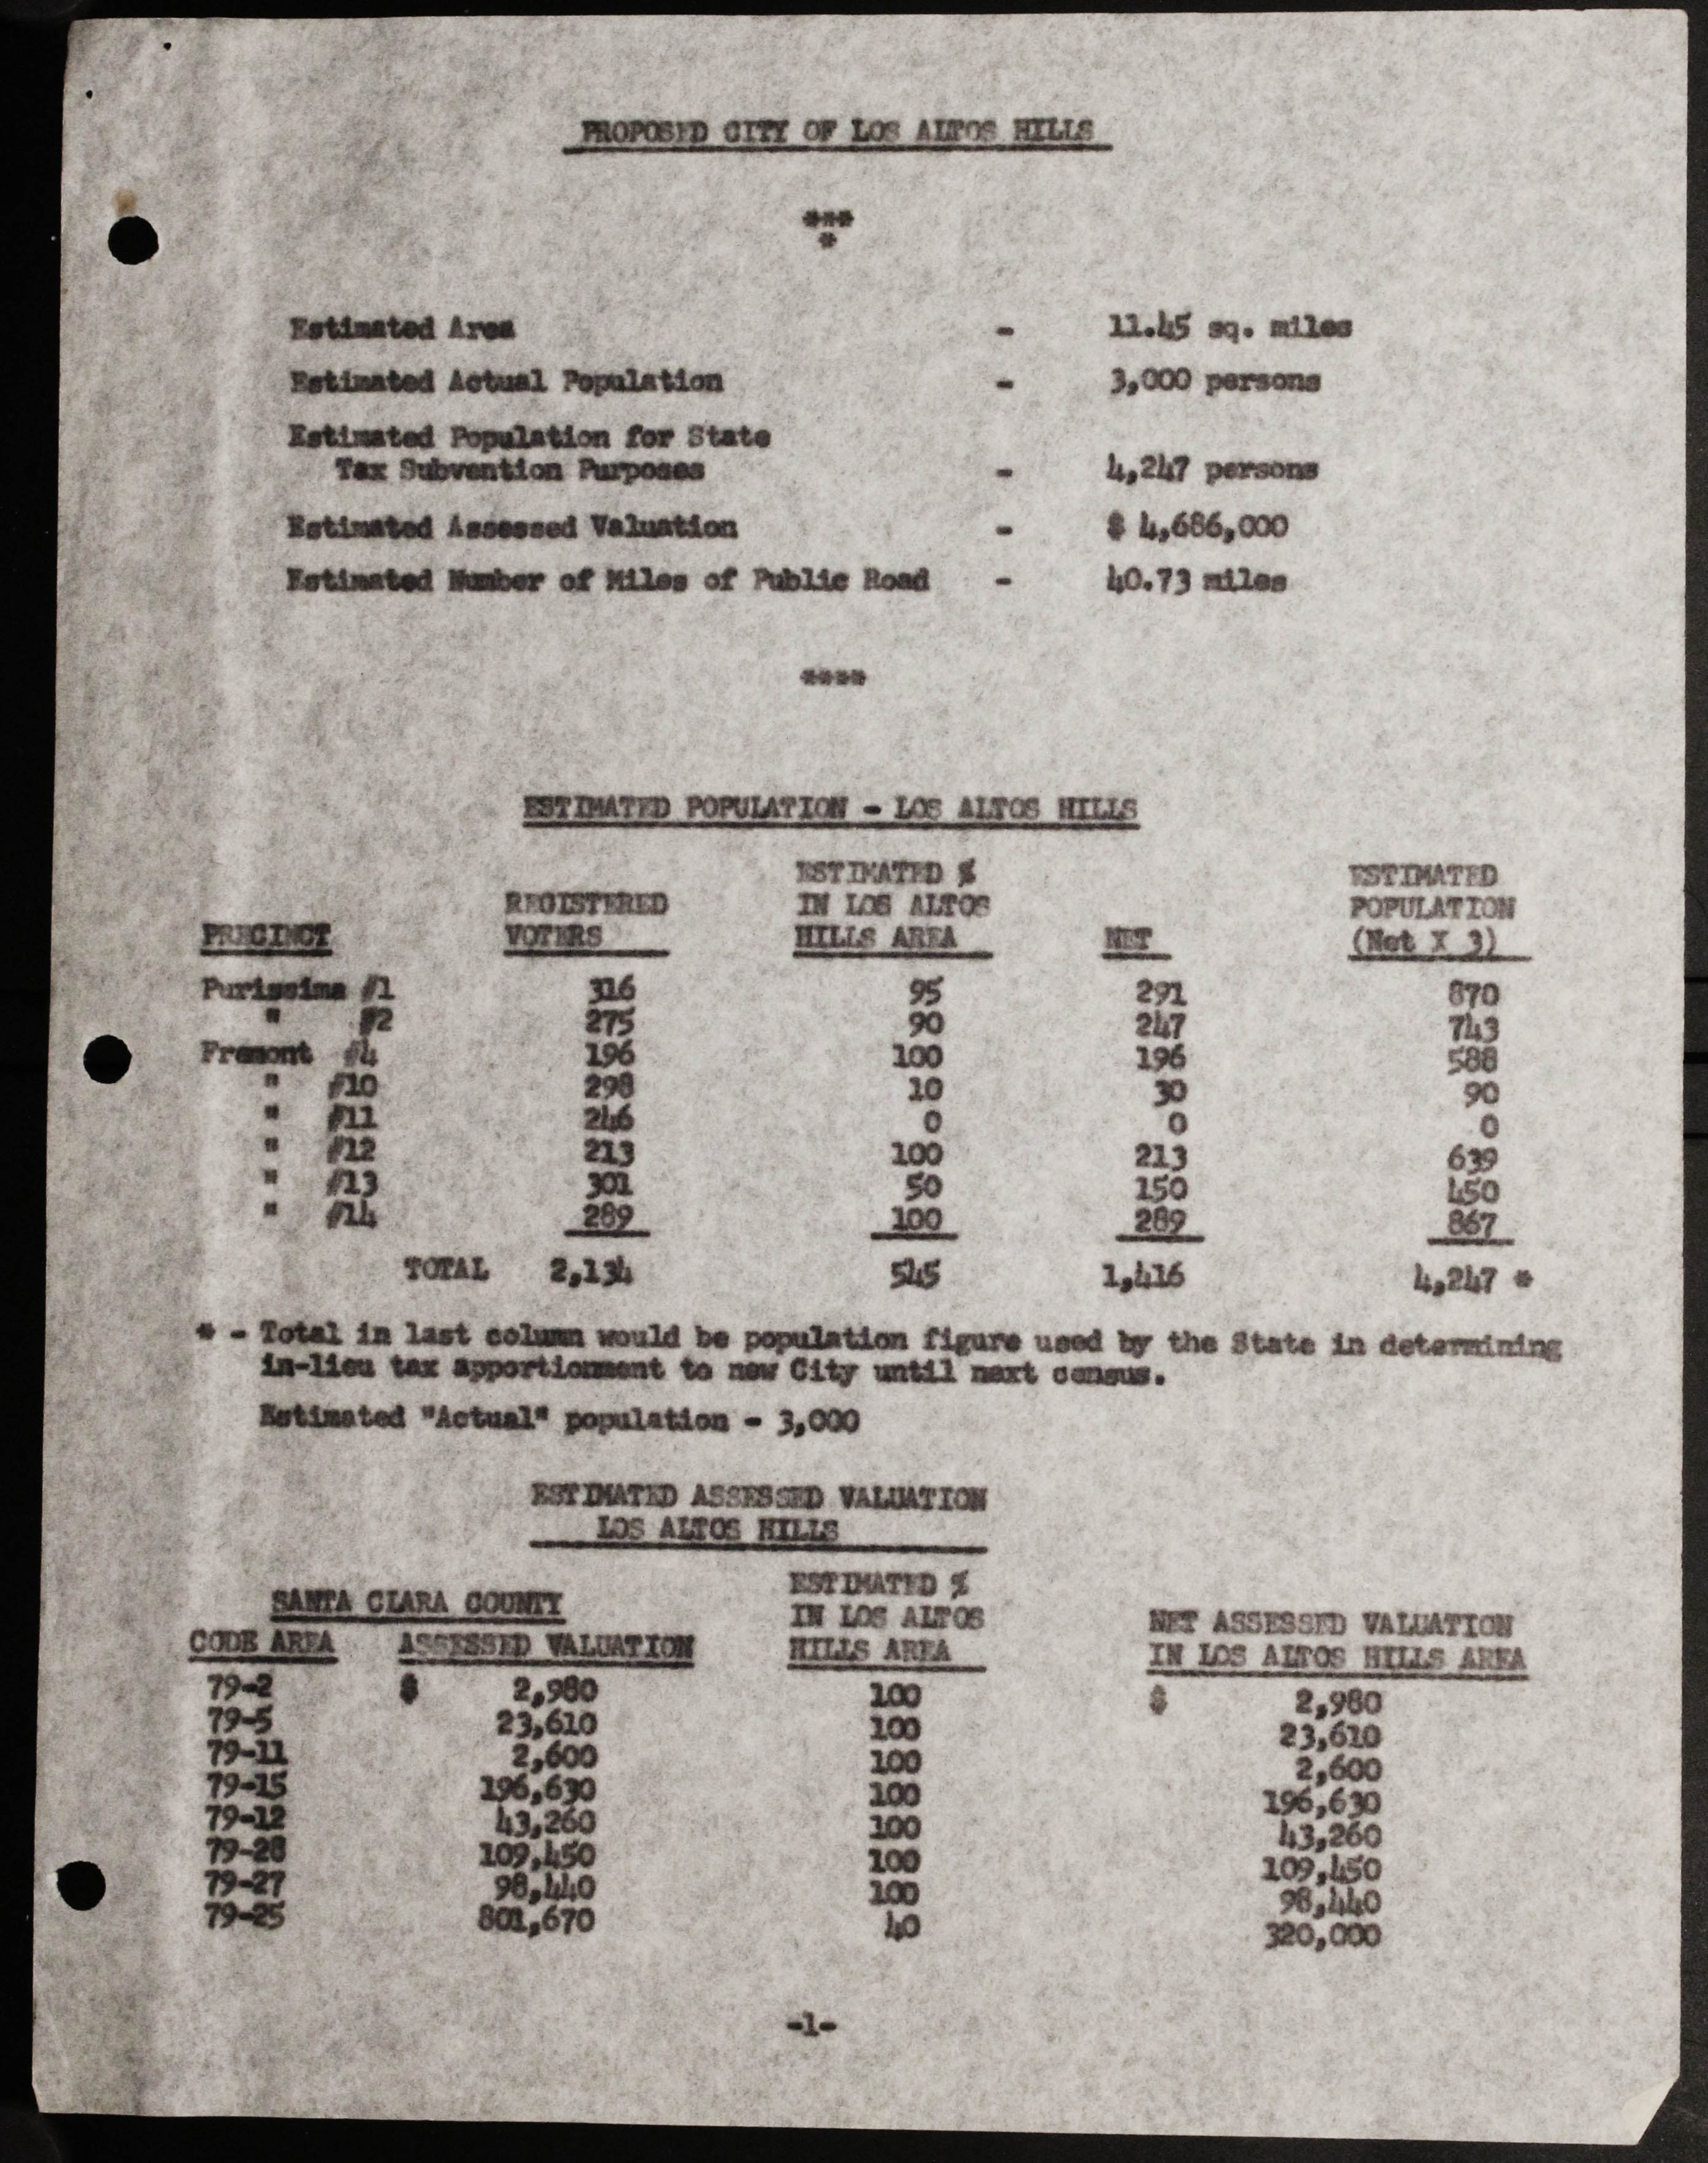 PROPOSED CITY OF LOS ALTOS HILLS
***
*
Estimated Area - 11.45 sq. miles
Estimated Actual Population - 3,000 persons
Estimated Population for State
Tax Subvention Purposes - 4,247 persons
Estimated Assessed Valuation - $ 4,686,000
Estimated Number of Miles of Public Road - 40.73 miles
****
ESTIMATED POPULATION - LOS ALTOS HILLS
ESTIMATED % ESTIMATED
REGISTERED IN LOS ALTOS POPULATION
PRECINCT VOTERS HILLS AREA NET (Net X 3)
Purissima #1 316 95 291 870
" #2 275 90 247 743
Fremont #4 196 100 196 588
" #10 298 10 30 90
" #11 246 0 0 0
" #12 213 100 213 639
" #13 301 50 150 450
" #14 289 100 289 867
TOTAL 2,134 545 1,416 4,247 *
* - Total in last column would be population figure used by the State in determining
in-lieu tax apportionment to new City until next census.
Estimated "Actual" population - 3,000
ESTIMATED ASSESSED VALUATION
LOS ALTOS HILLS
ESTIMATED %
SANTA CLARA COUNTY IN LOS ALTOS NET ASSESSED VALUATION
CODE AREA ASSESSED VALUATION HILLS AREA IN LOS ALTOS HILLS AREA
79-2 $ 2,980 100 $ 2,980
79-5 23,610 100 23,610
79-11 2,600 100 2,600
79-15 196,630 100 196,630
79-12 43,260 100 43,260
79-28 109,450 100 109,450
79-27 98,440 100 98,440
79-25 801,670 40 320,000
-1-